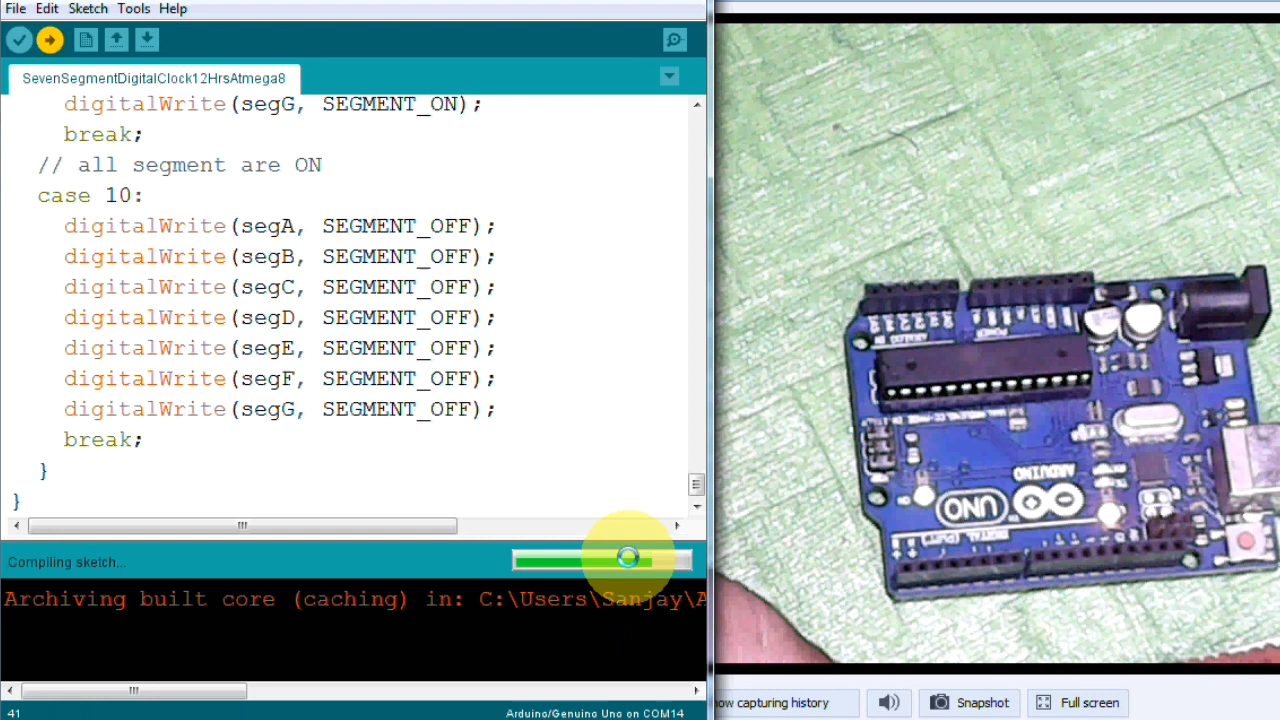 File Edit Sketch Tools Help
SevenSegmentDigitalClock12HrsAtmega8
digitalWrite(segG, SEGMENT_ON);
break;
// all segment are ON
case 10:
digitalWrite(segA, SEGMENT_OFF);
digitalWrite(segB, SEGMENT_OFF);
digitalWrite(segC, SEGMENT_OFF);
digitalWrite(segD, SEGMENT_OFF);
digitalWrite(segE, SEGMENT_OFF);
digitalWrite(segF, SEGMENT_OFF);
digitalWrite(segG, SEGMENT_OFF);
break;
}
}
Compiling sketch...
Archiving built core (caching) in: C:\Users\Sanjay\A
41
Arduino/Genuino Uno on COM14
POWER
ANALOG IN
ARDUINO
UNO
DIGITAL
ow capturing history
Snapshot
Full screen